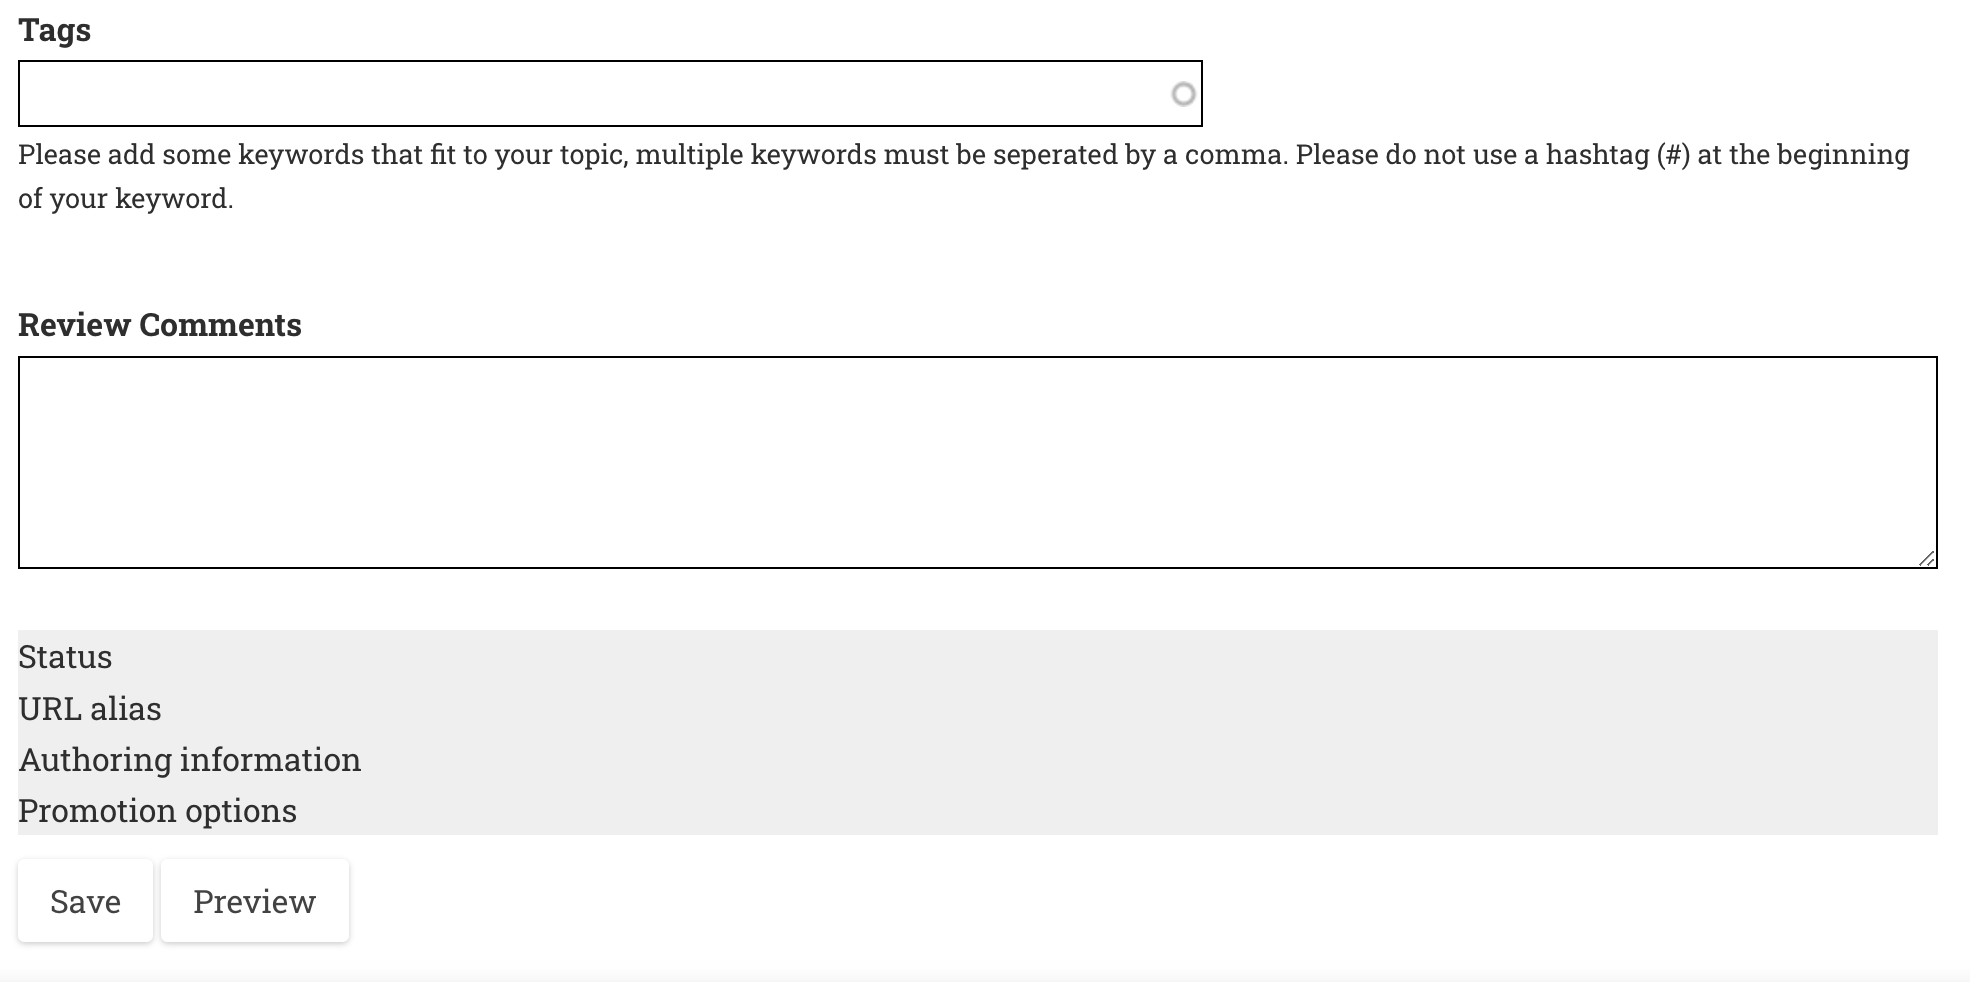 Tags
Please add some keywords that fit to your topic, multiple keywords must be seperated by a comma. Please do not use a hashtag (#) at the beginning
of your keyword.
Review Comments
Status
URL alias
Authoring information
Promotion options
Save Preview